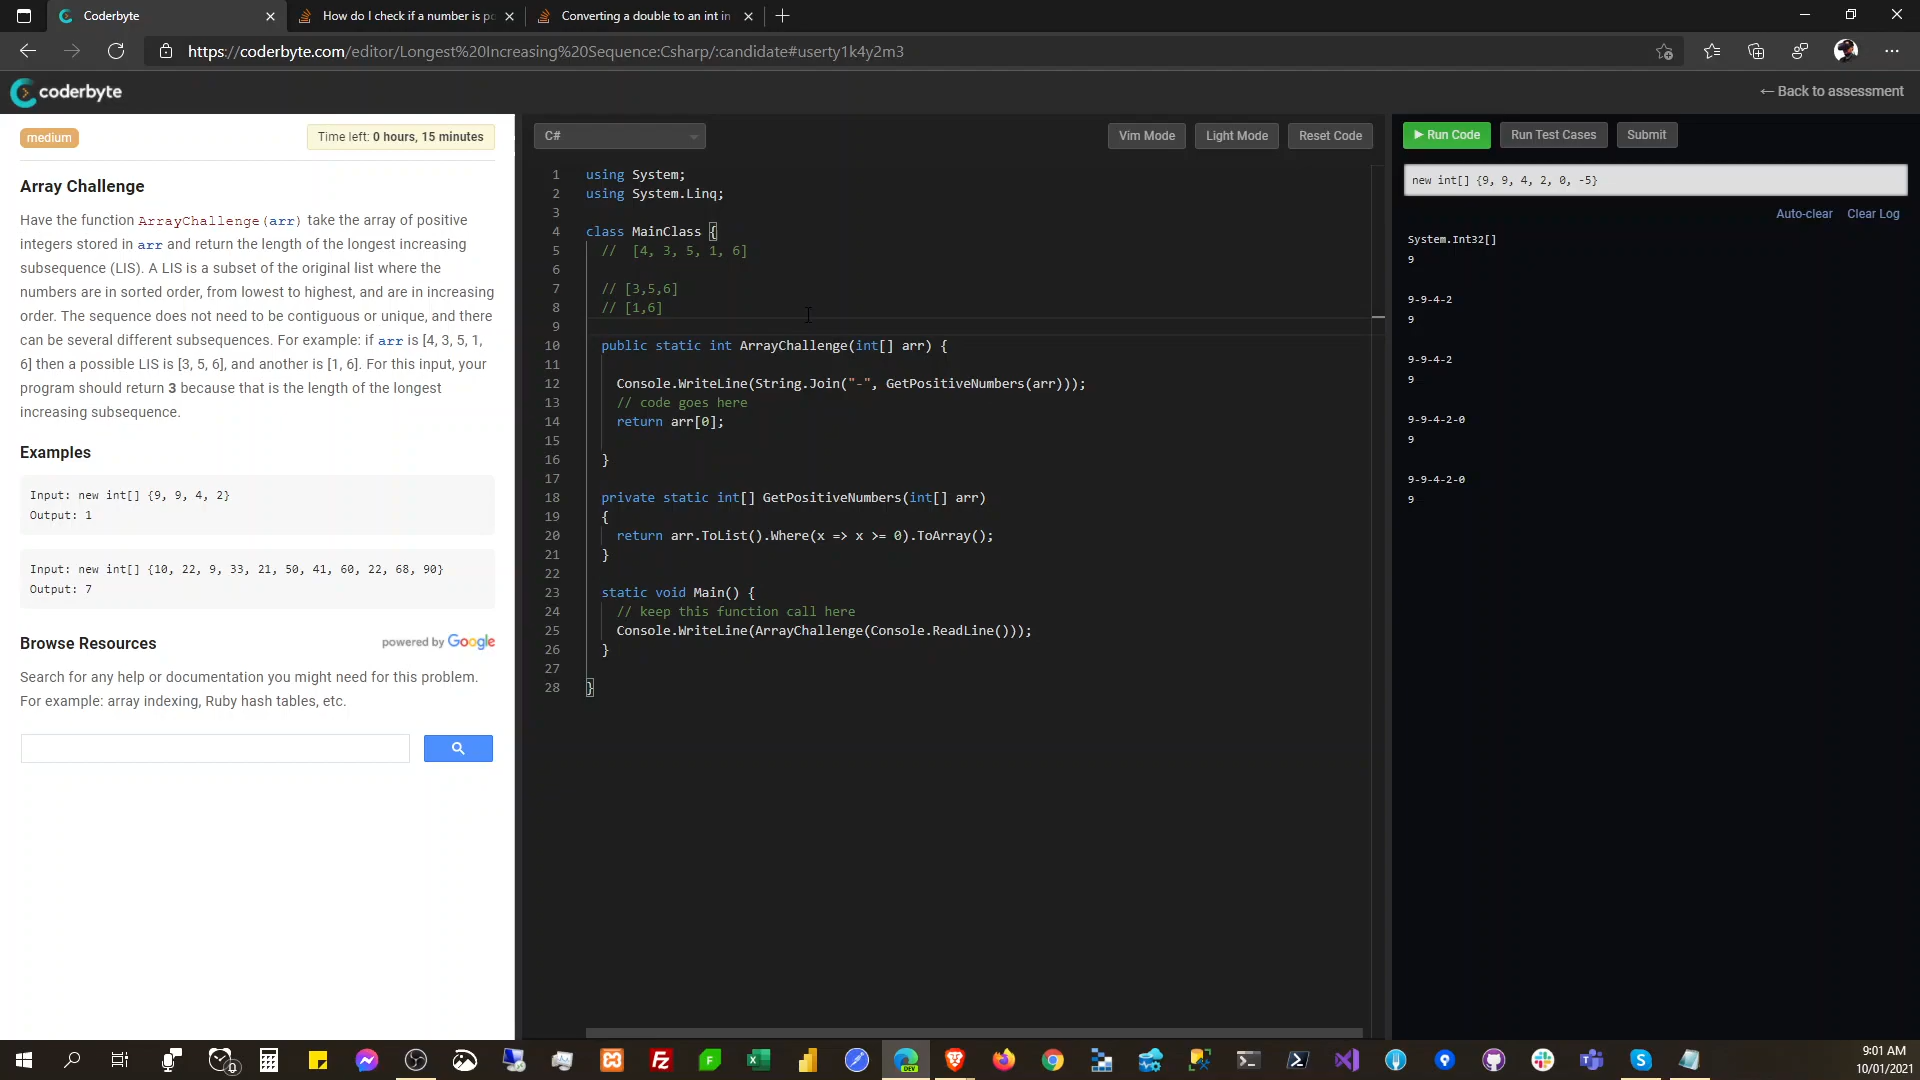 Coderbyte
How do I check if a number is po
Converting a double to an int in
https://coderbyte.com/editor/Longest%20Increasing%20Sequence:Csharp/:candidate#userty1k4y2m3
coderbyte
← Back to assessment
medium
Time left: 0 hours, 15 minutes
Array Challenge
Have the function ArrayChallenge(arr) take the array of positive
integers stored in arr and return the length of the longest increasing
subsequence (LIS). A LIS is a subset of the original list where the
numbers are in sorted order, from lowest to highest, and are in increasing
order. The sequence does not need to be contiguous or unique, and there
can be several different subsequences. For example: if arr is [4, 3, 5, 1,
6] then a possible LIS is [3, 5, 6], and another is [1, 6]. For this input, your
program should return 3 because that is the length of the longest
increasing subsequence.
Examples
Input: new int[] {9, 9, 4, 2}
Output: 1
Input: new int[] {10, 22, 9, 33, 21, 50, 41, 60, 22, 68, 90}
Output: 7
Browse Resources
powered by Google
Search for any help or documentation you might need for this problem.
For example: array indexing, Ruby hash tables, etc.
C#
Vim Mode
Light Mode
Reset Code
1 using System;
2 using System.Linq;
3
4 class MainClass {
5 // [4, 3, 5, 1, 6]
6
7 // [3,5,6]
8 // [1,6]
9
10 public static int ArrayChallenge(int[] arr) {
11
12 Console.WriteLine(String.Join("-", GetPositiveNumbers(arr)));
13 // code goes here
14 return arr[0];
15
16 }
17
18 private static int[] GetPositiveNumbers(int[] arr)
19 {
20 return arr.ToList().Where(x => x >= 0).ToArray();
21 }
22
23 static void Main() {
24 // keep this function call here
25 Console.WriteLine(ArrayChallenge(Console.ReadLine()));
26 }
27
28 }
Run Code
Run Test Cases
Submit
new int[] {9, 9, 4, 2, 0, -5}
Auto-clear
Clear Log
System.Int32[]
9
9-9-4-2
9
9-9-4-2
9
9-9-4-2-0
9
9-9-4-2-0
9
9:01 AM
10/01/2021